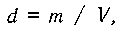 d = m / V,